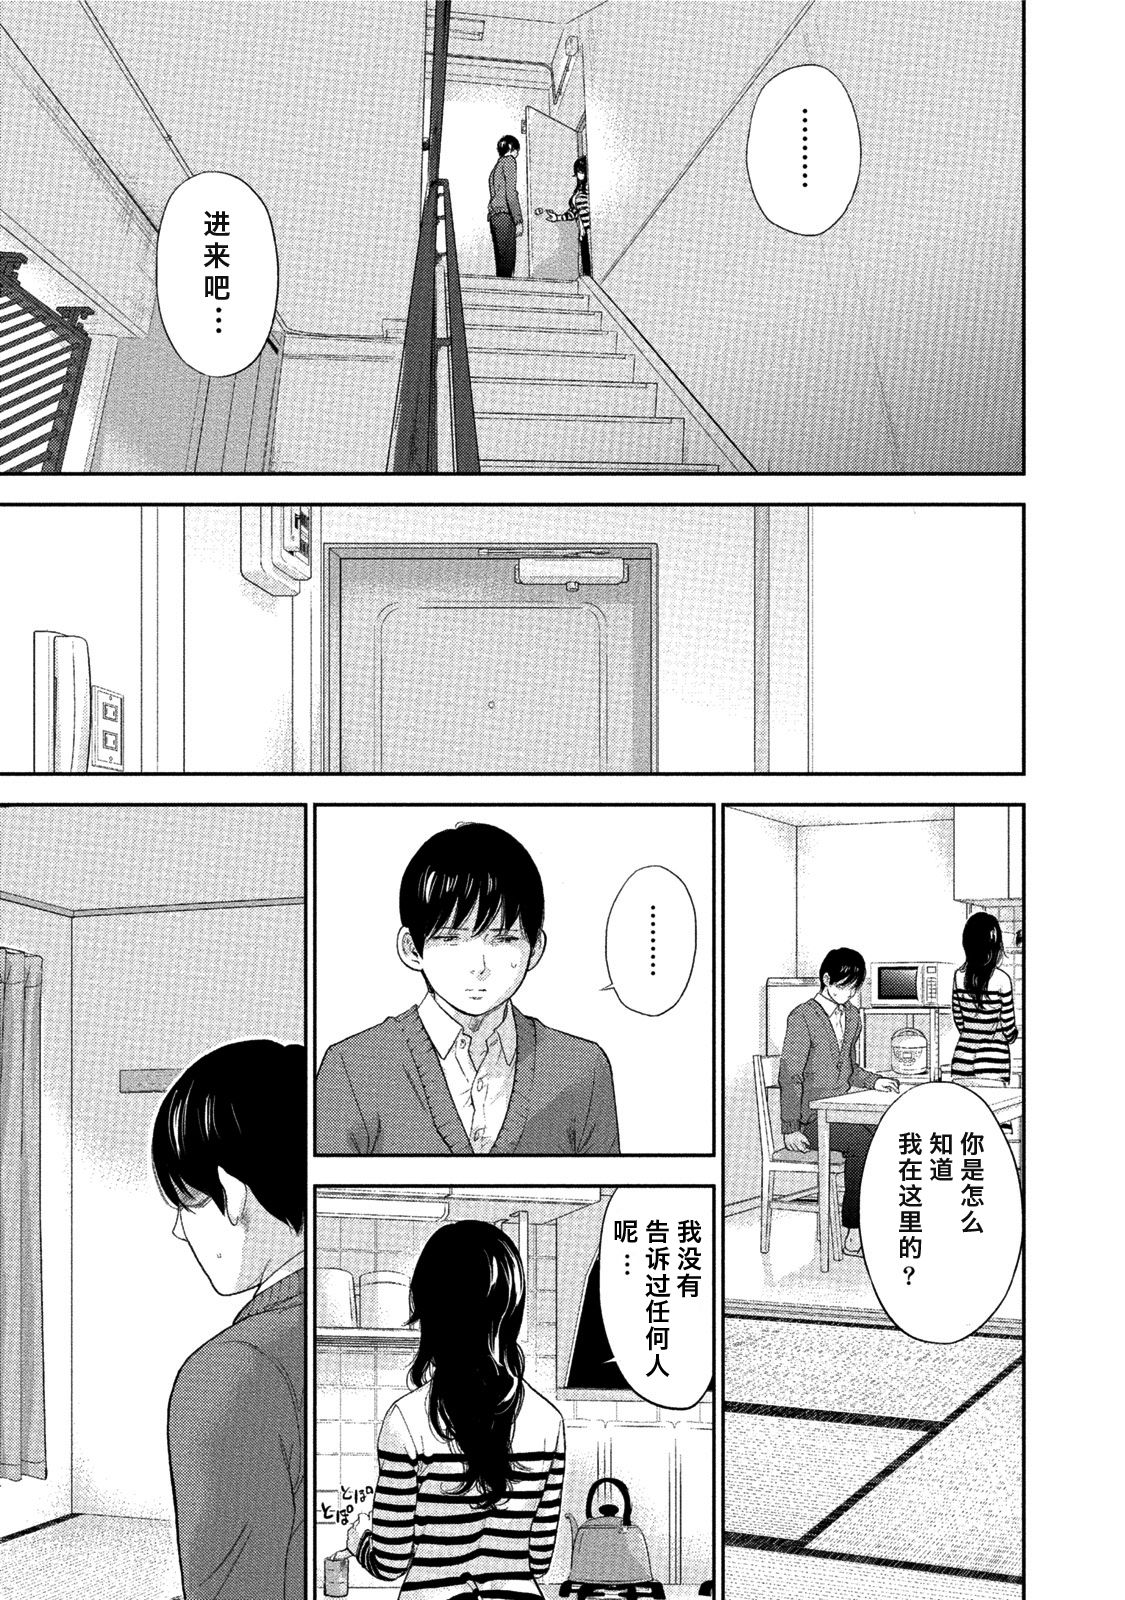 ………
进来吧…
你是怎么
知道
我在这里的？
………
我没有
告诉过任何人
呢…
とぽ
とぽ